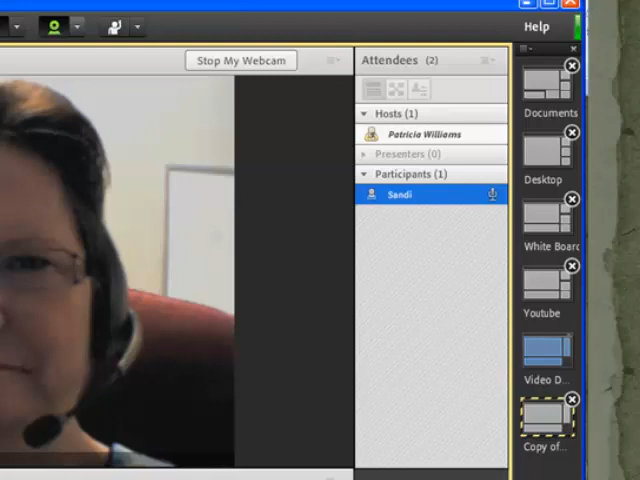 Help
Stop My Webcam
Attendees (2)
Hosts (1)
Patricia Williams
Presenters (0)
Participants (1)
Sandi
Documents
Desktop
White Board
Youtube
Video D...
Copy of...